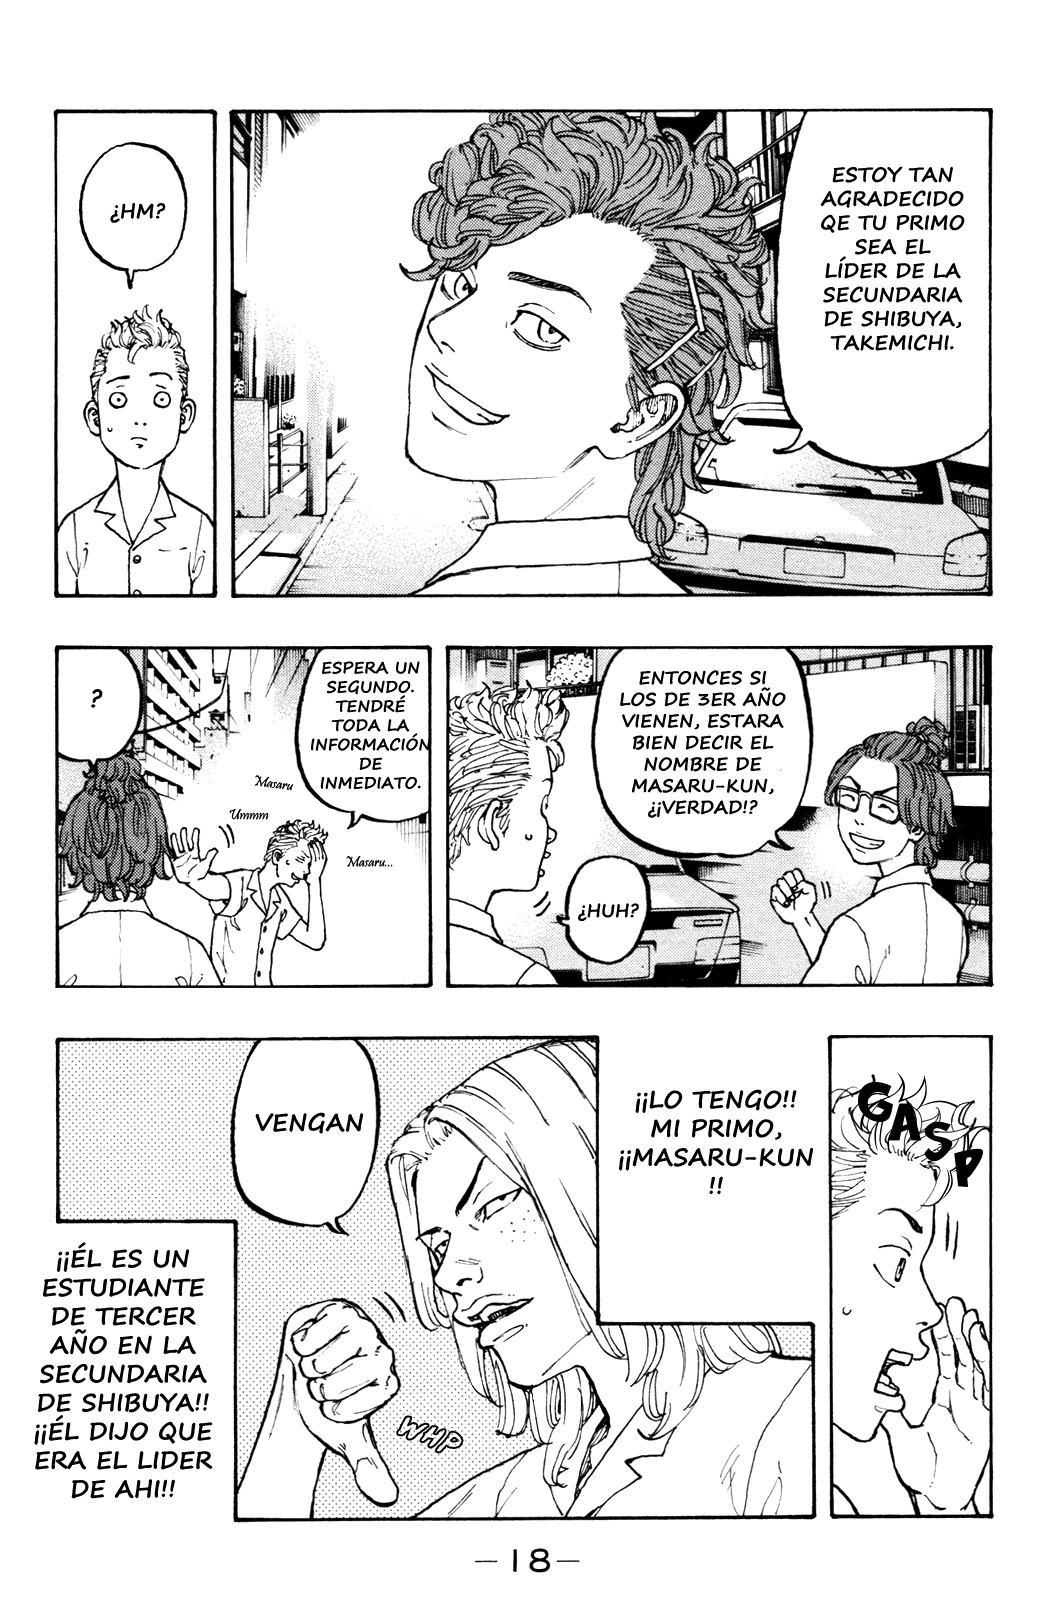 ESTOY TAN
AGRADECIDO
QE TU PRIMO
SEA EL
LÍDER DE LA
SECUNDARIA
DE SHIBUYA,
TAKEMICHI.
¿HM?
ENTONCES SI
LOS DE 3ER AÑO
VIENEN, ESTARA
BIEN DECIR EL
NOMBRE DE
MASARU-KUN,
¿¡VERDAD!?
¿HUH?
ESPERA UN
SEGUNDO.
TENDRÉ
TODA LA
INFORMACIÓN
DE
INMEDIATO.
Masaru
Ummm
Masaru...
?
GASP
¡¡LO TENGO!!
MI PRIMO,
¡¡MASARU-KUN
!!
VENGAN
WHP
¡¡ÉL ES UN
ESTUDIANTE
DE TERCER
AÑO EN LA
SECUNDARIA
DE SHIBUYA!!
¡¡ÉL DIJO QUE
ERA EL LIDER
DE AHI!!
—18—